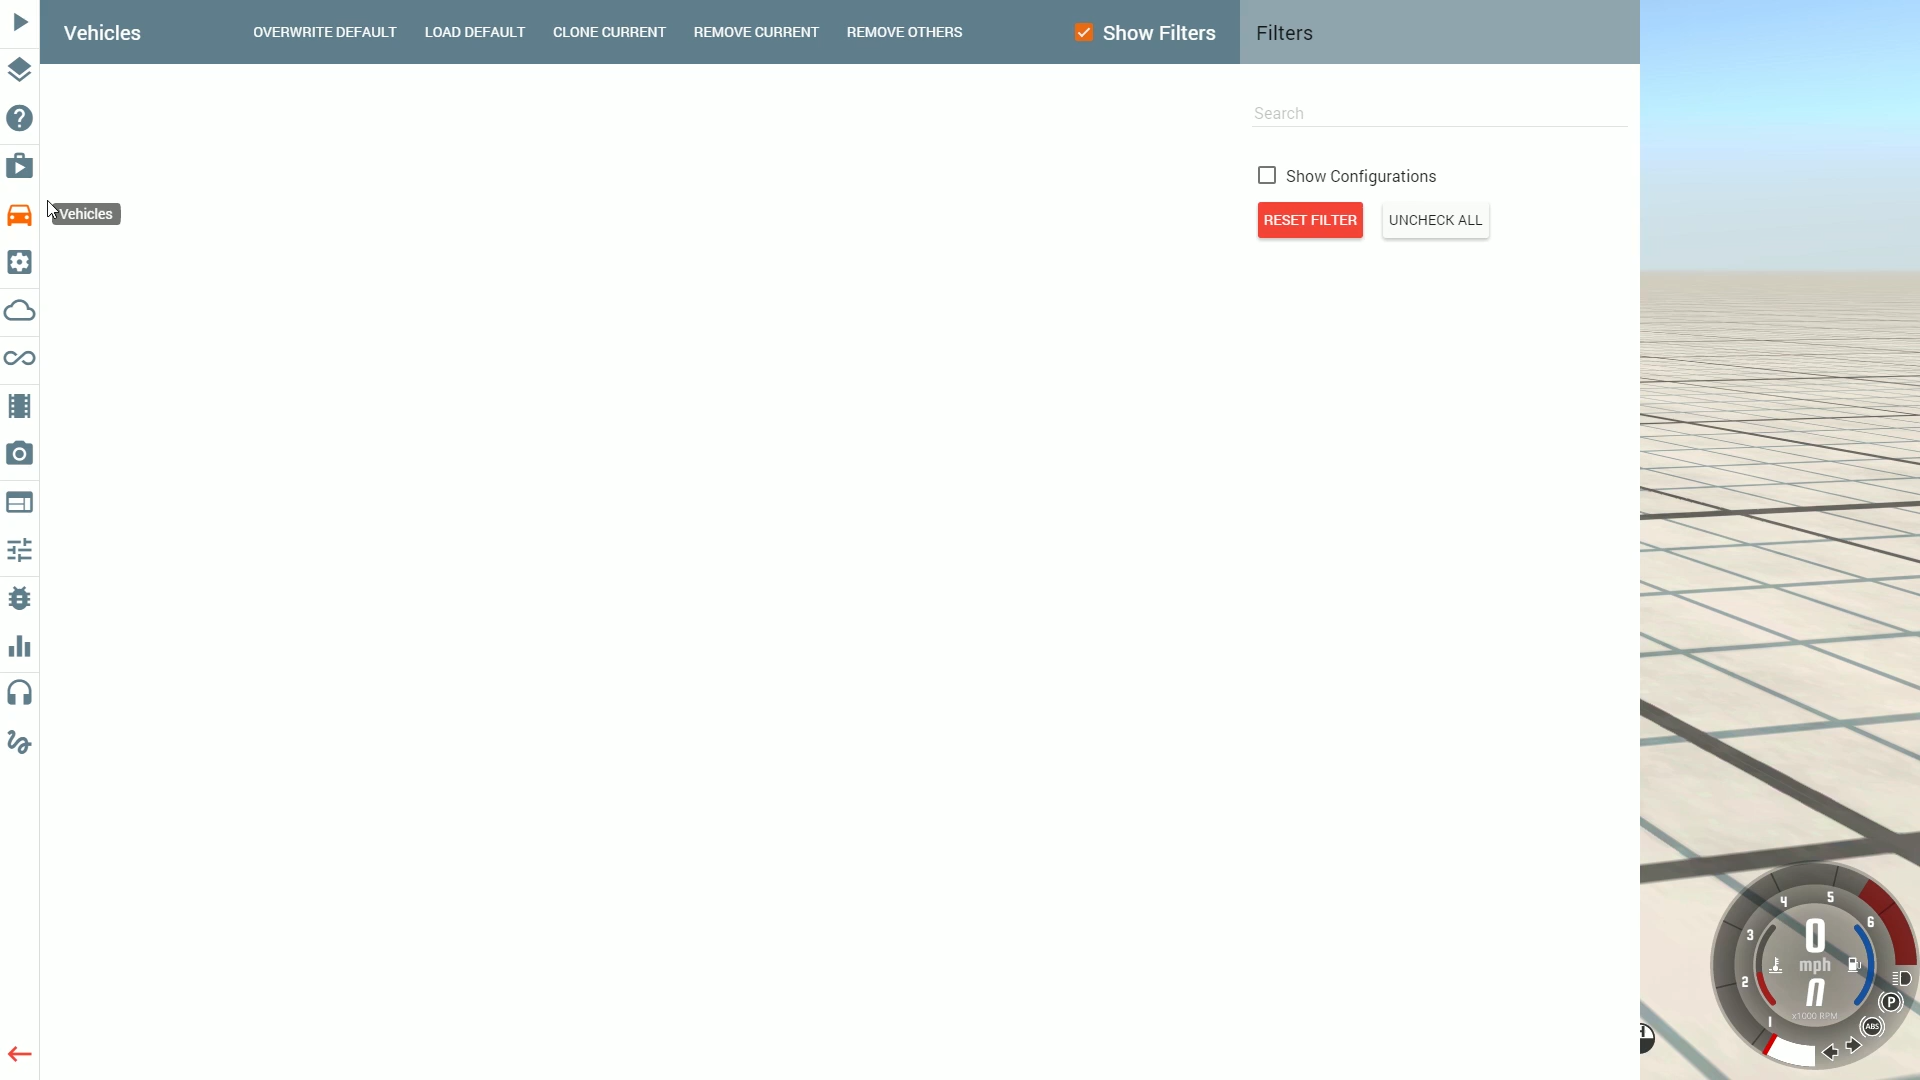 Vehicles
OVERWRITE DEFAULT
LOAD DEFAULT
CLONE CURRENT
REMOVE CURRENT
REMOVE OTHERS
Show Filters
Filters
Search
Show Configurations
Vehicles
RESET FILTER
UNCHECK ALL
1
2
3
4
5
6
0
mph
n
x1000 RPM
P
ABS